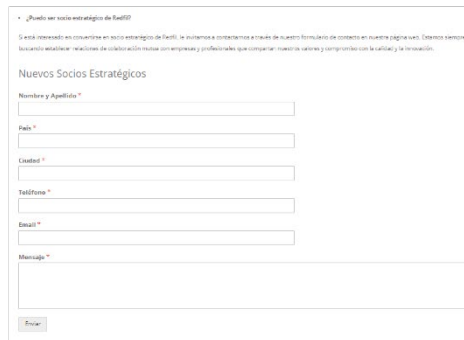 • ¿Puedo ser socio estratégico de Redfil?
Si está interesado en convertirse en socio estratégico de Redfil, le invitamos a contactarnos a través de nuestro formulario de contacto en nuestra página web. Estamos siempre
buscando establecer relaciones de colaboración mutua con empresas y profesionales que compartan nuestros valores y compromiso con la calidad y la innovación.
Nuevos Socios Estratégicos
Nombre y Apellido *
País *
Ciudad *
Teléfono *
Email *
Mensaje *
Enviar